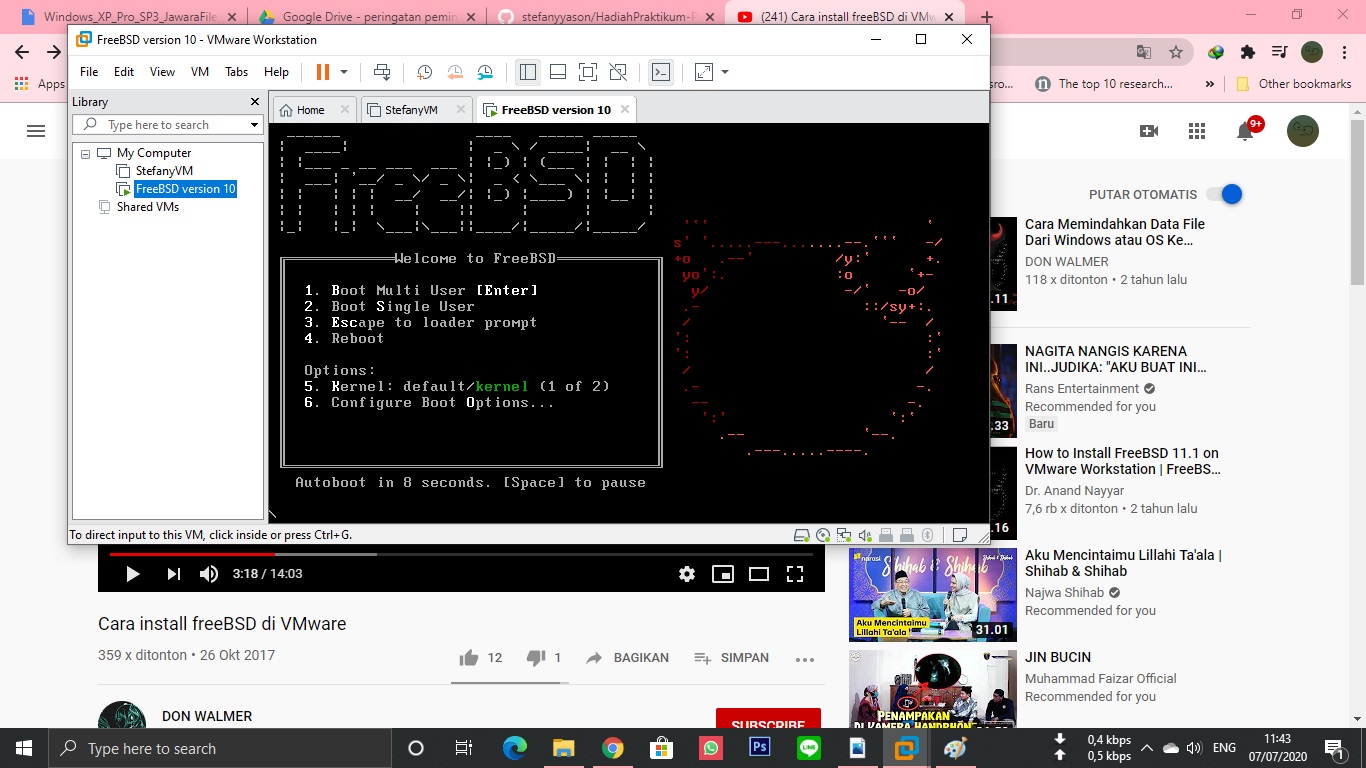 Windows_XP_Pro_SP3_JawaraFile
Google Drive - peringatan pemin
stefanyyason/HadiahPraktikum-F
(241) Cara install freeBSD di VMw
FreeBSD version 10 - VMware Workstation
File Edit View VM Tabs Help
Apps
sro...
The top 10 research...
»
Other bookmarks
Library
Type here to search
My Computer
StefanyVM
FreeBSD version 10
Shared VMs
Home
StefanyVM
FreeBSD version 10
FreeBSD
Welcome to FreeBSD
1. Boot Multi User [Enter]
2. Boot Single User
3. Escape to loader prompt
4. Reboot
Options:
5. Kernel: default/kernel (1 of 2)
6. Configure Boot Options...
Autoboot in 8 seconds. [Space] to pause
To direct input to this VM, click inside or press Ctrl+G.
9+
PUTAR OTOMATIS
Cara Memindahkan Data File
Dari Windows atau OS Ke...
DON WALMER
118 x ditonton • 2 tahun lalu
.11
NAGITA NANGIS KARENA
INI..JUDIKA: "AKU BUAT INI...
Rans Entertainment
Recommended for you
Baru
.33
How to Install FreeBSD 11.1 on
VMware Workstation | FreeBS...
Dr. Anand Nayyar
7,6 rb x ditonton • 2 tahun lalu
.16
Aku Mencintaimu Lillahi Ta'ala |
Shihab & Shihab
Najwa Shihab
Recommended for you
narasi
Shihab & Shihab
Aku Mencintaimu
Lillahi Ta'ala
31.01
JIN BUCIN
Muhammad Faizar Official
Recommended for you
PENAMPAKAN
DI KAMERA HANDPHONE
3:18 / 14:03
Cara install freeBSD di VMware
359 x ditonton • 26 Okt 2017
12
1
BAGIKAN
SIMPAN
DON WALMER
SUBSCRIBE
Type here to search
Ps
LINE
0,4 kbps
0,5 kbps
ENG
11:43
07/07/2020
1